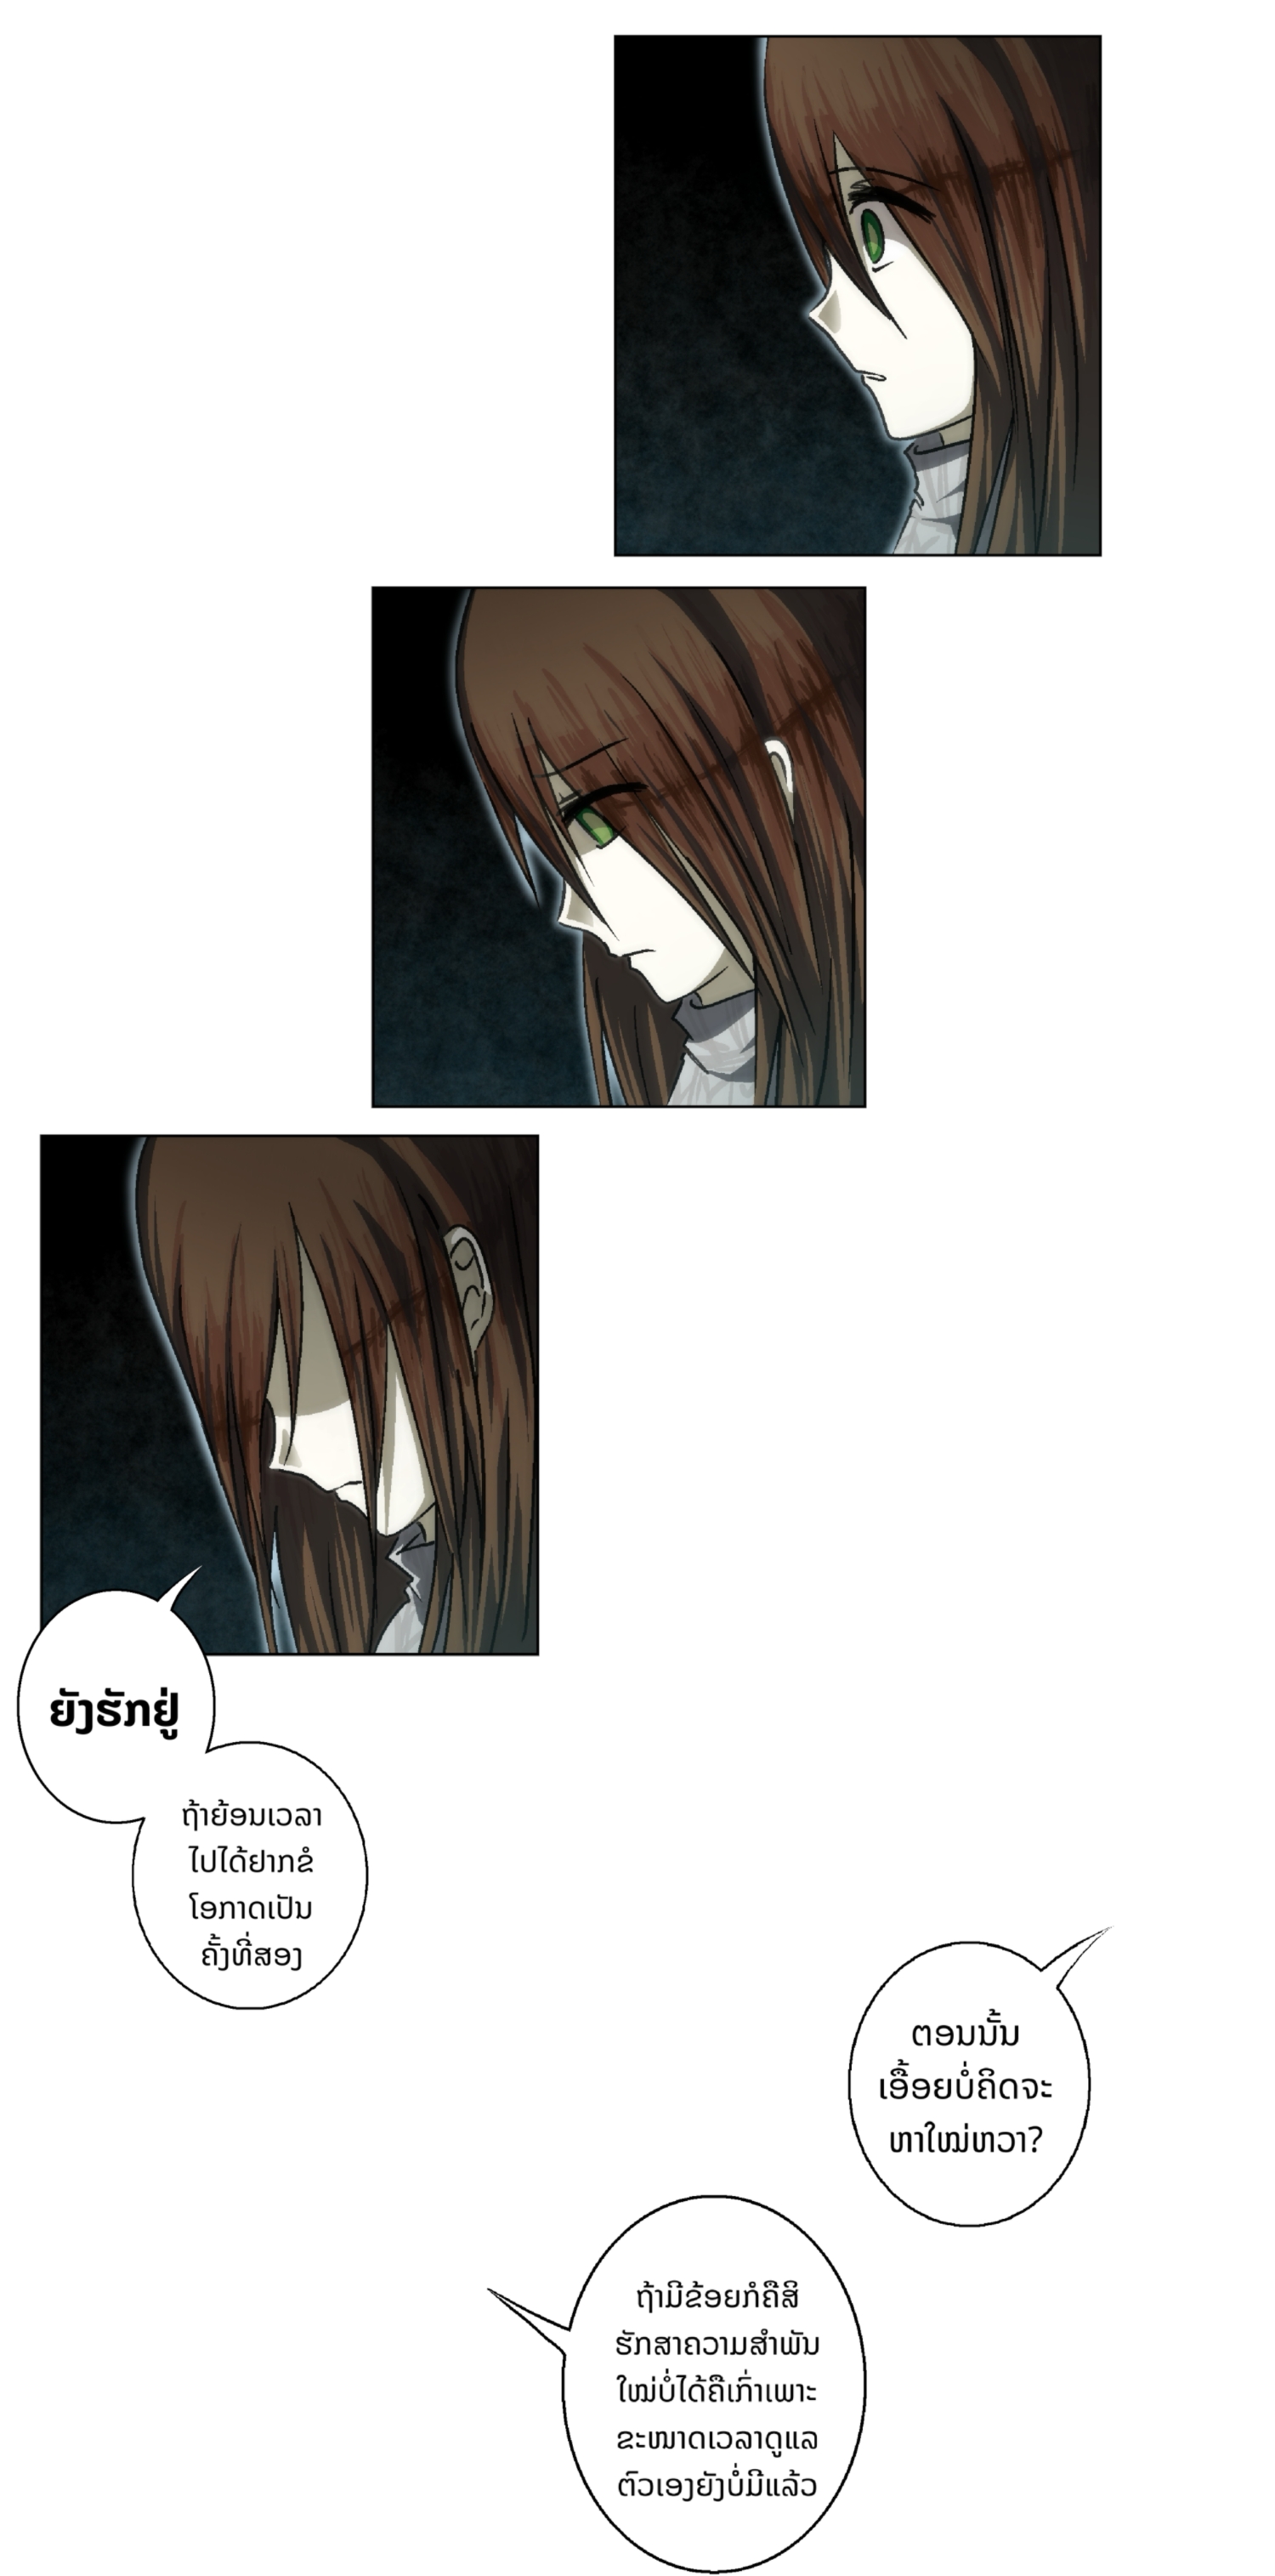 ຍັງຮັກຢູ່
ຖ້າຍ້ອນເວລາ
ໄປໄດ້ຢາກຂໍ
ໂອກາດເປັນ
ຄັ້ງທີ່ສອງ
ຕອນນັ້ນ
ເອື້ອຍບໍ່ຄິດຈະ
ຫາໃໝ່ຫວາ?
ຖ້າມີຂ້ອຍກໍຄືສິ
ຮັກສາຄວາມສຳພັນ
ໃໝ່ບໍ່ໄດ້ຄືເກົ່າເພາະ
ຂະໜາດເວລາດູແລ
ຕົວເອງຍັງບໍ່ມີແລ້ວ